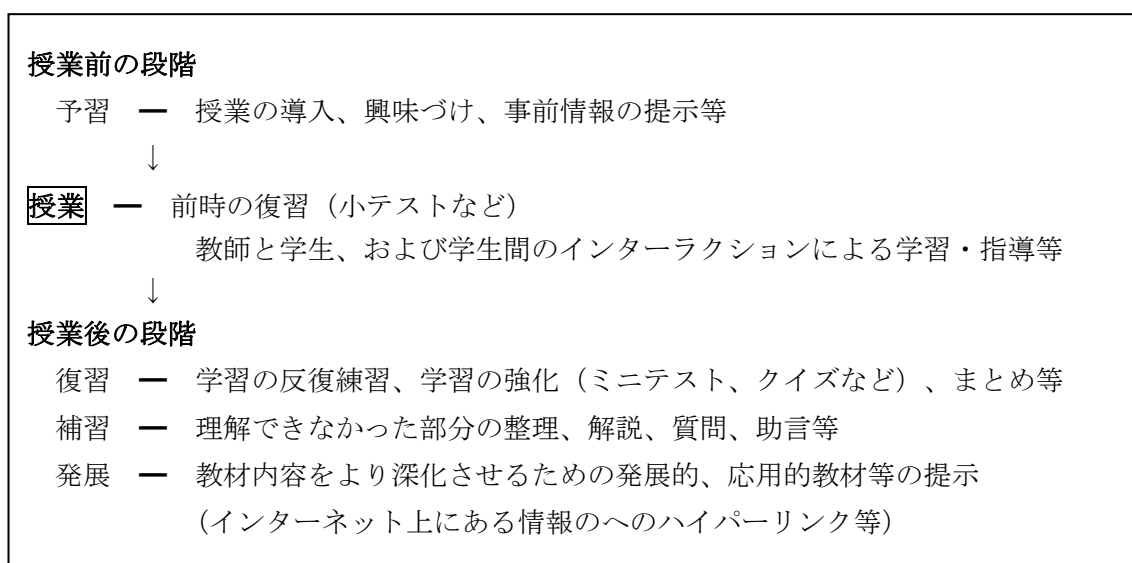 授業前の段階
予習 ー 授業の導入、興味づけ、事前情報の提示等
↓
授業 ー 前時の復習（小テストなど）
教師と学生、および学生間のインターラクションによる学習・指導等
↓
授業後の段階
復習 ー 学習の反復練習、学習の強化（ミニテスト、クイズなど）、まとめ等
補習 ー 理解できなかった部分の整理、解説、質問、助言等
発展 ー 教材内容をより深化させるための発展的、応用的教材等の提示
（インターネット上にある情報のへのハイパーリンク等）